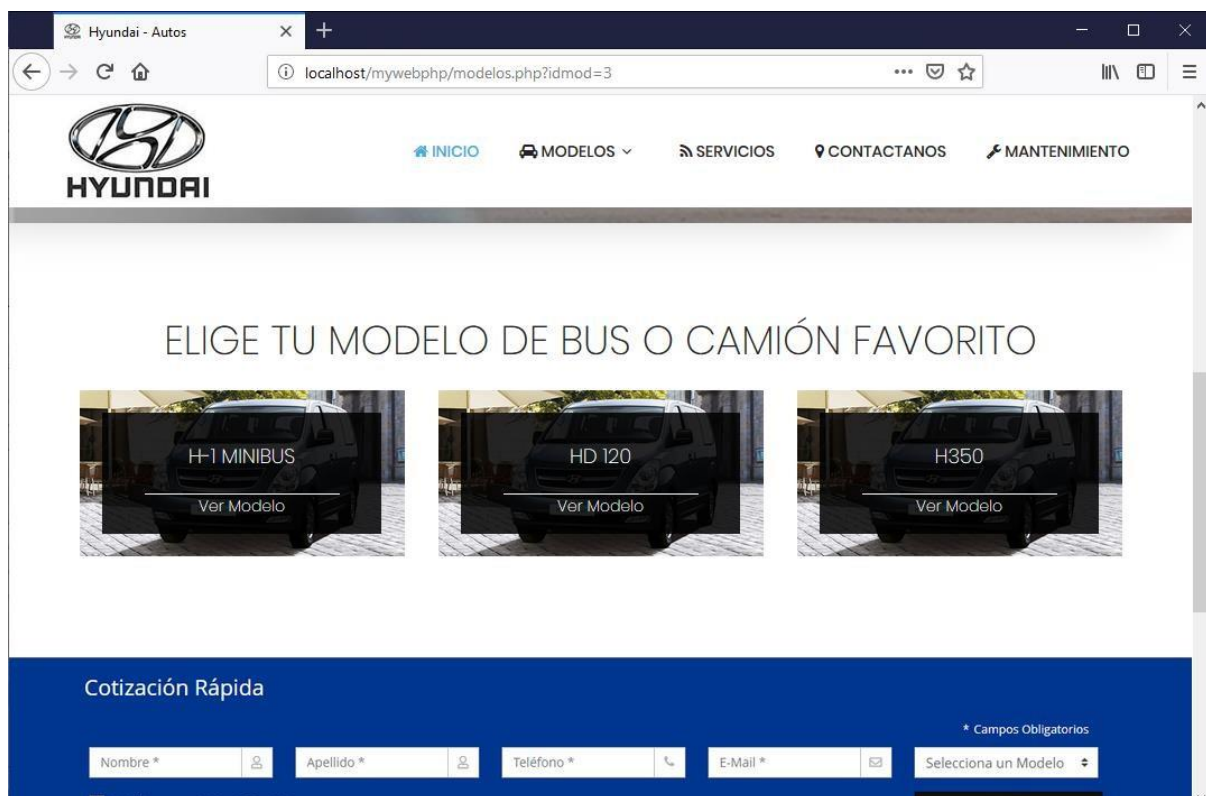 Hyundai - Autos
localhost/mywebphp/modelos.php?idmod=3
HYUNDAI
INICIO MODELOS SERVICIOS CONTACTANOS MANTENIMIENTO
ELIGE TU MODELO DE BUS O CAMIÓN FAVORITO
H-1 MINIBUS
Ver Modelo
HD 120
Ver Modelo
H350
Ver Modelo
Cotización Rápida
* Campos Obligatorios
Nombre * Apellido * Teléfono * E-Mail * Selecciona un Modelo